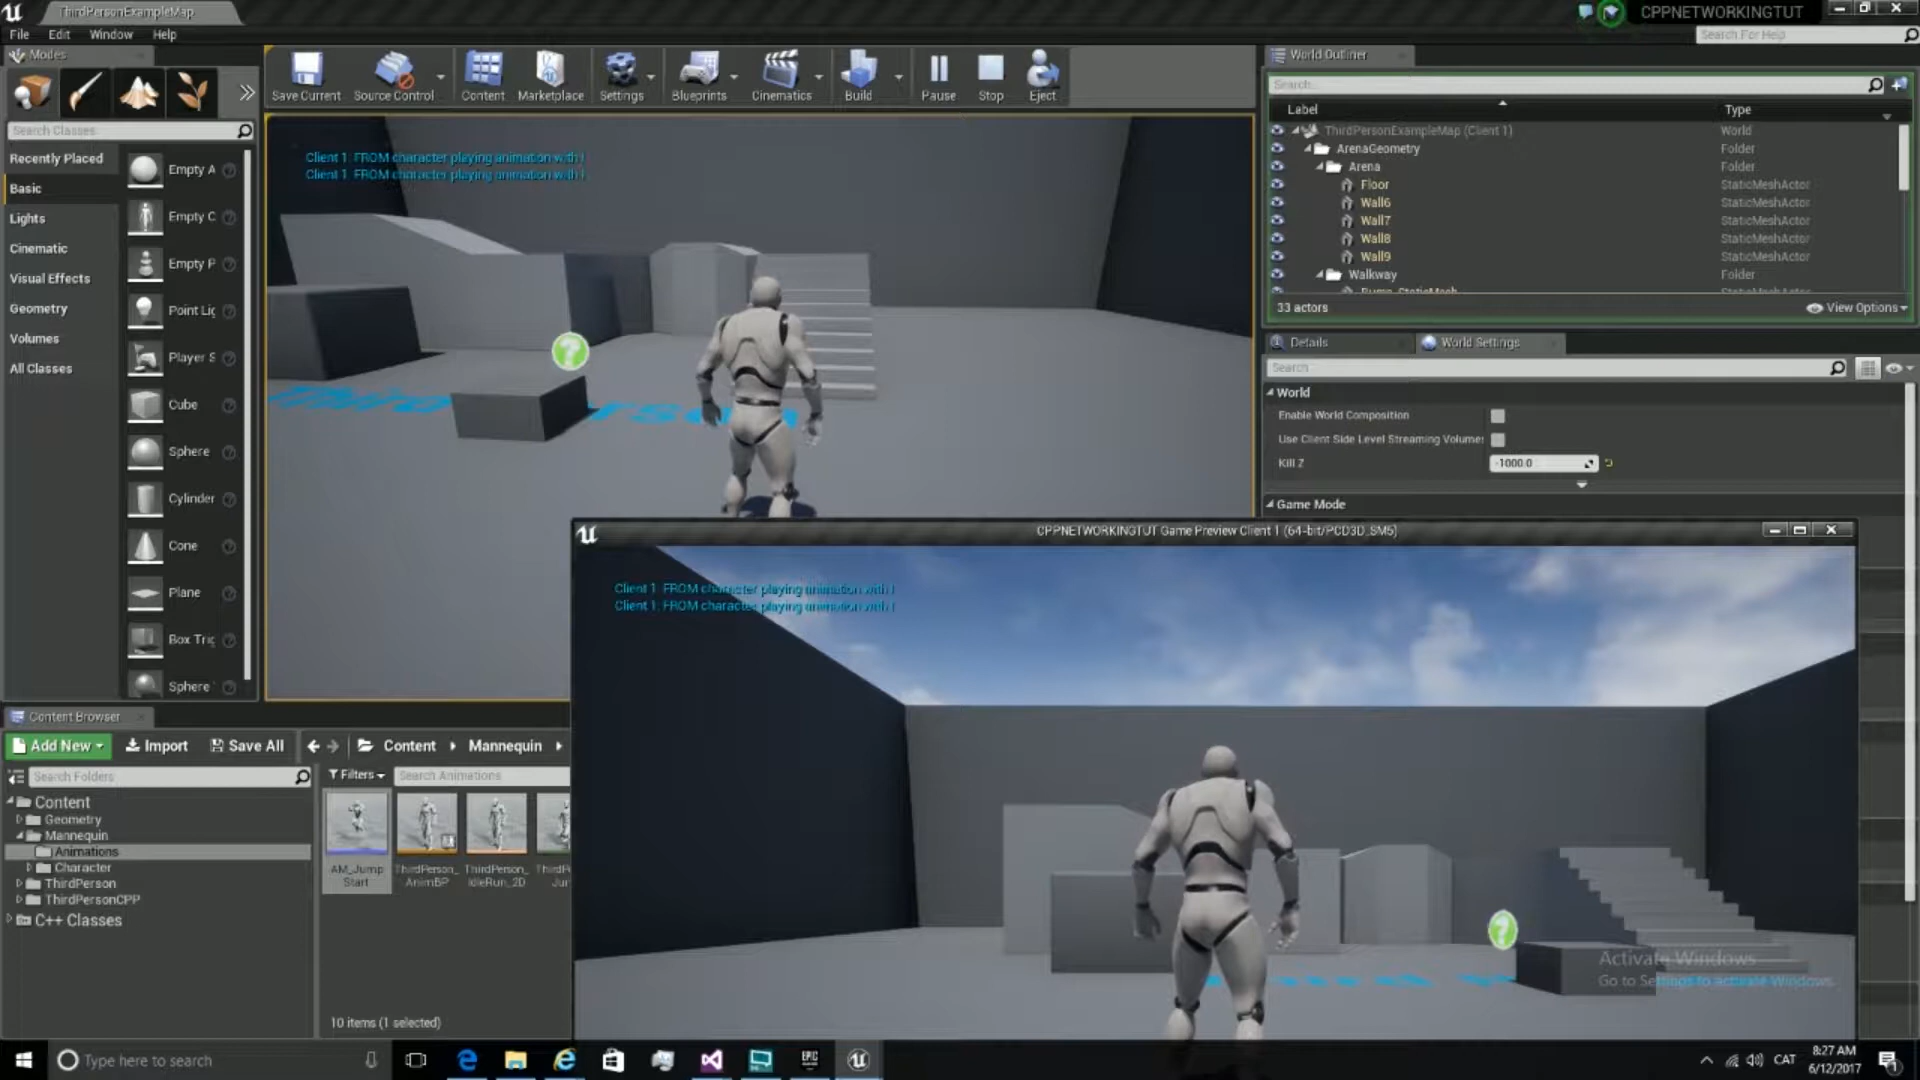 ThirdPersonExampleMap
CPPNETWORKINGTUT
File Edit Window Help
Search For Help
Modes
Save Current
Source Control
Content
Marketplace
Settings
Blueprints
Cinematics
Build
Pause
Stop
Eject
Search Classes
Recently Placed
Basic
Lights
Cinematic
Visual Effects
Geometry
Volumes
All Classes
Empty A
Empty C
Empty P
Point Lig
Player S
Cube
Sphere
Cylinder
Cone
Plane
Box Trig
Sphere
Client 1: FROM character playing animation with I
Client 1: FROM character playing animation with I
World Outliner
Search...
Label Type
ThirdPersonExampleMap (Client 1) World
ArenaGeometry Folder
Arena Folder
Floor StaticMeshActor
Wall6 StaticMeshActor
Wall7 StaticMeshActor
Wall8 StaticMeshActor
Wall9 StaticMeshActor
Walkway Folder
Bump_StaticMesh StaticMeshActor
33 actors
View Options
Details
World Settings
Search
World
Enable World Composition
Use Client Side Level Streaming Volumes
Kill Z -1000.0
Game Mode
CPPNETWORKINGTUT Game Preview Client 1 (64-bit/PCD3D_SM5)
Client 1: FROM character playing animation with I
Client 1: FROM character playing animation with I
Activate Windows
Go to Settings to activate Windows.
Content Browser
Add New
Import
Save All
Content
Mannequin
Search Folders
Filters
Search Animations
Content
Geometry
Mannequin
Animations
Character
ThirdPerson
ThirdPersonCPP
C++ Classes
AM_Jump
Start
ThirdPerson_
AnimBP
ThirdPerson_
IdleRun_2D
ThirdP
Jur
10 items (1 selected)
Type here to search
EPIC
CAT
8:27 AM
6/12/2017